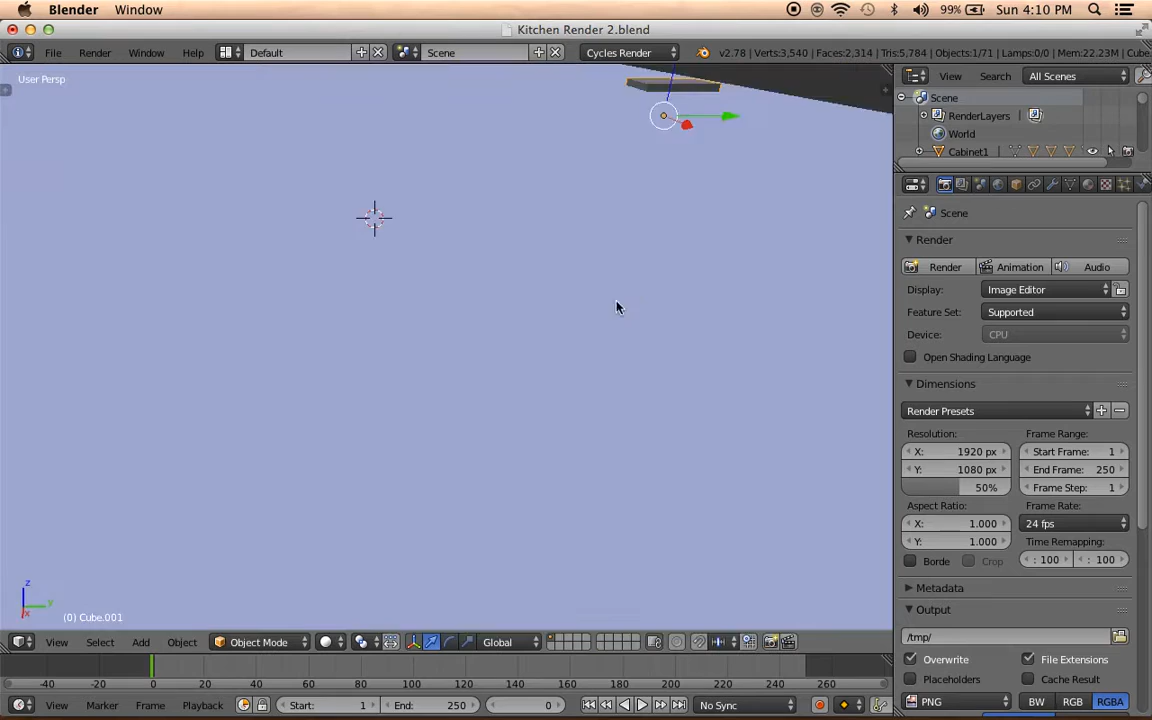 Blender Window 99% Sun 4:10 PM
Kitchen Render 2.blend
File Render Window Help Default Scene Cycles Render v2.78 | Verts:3,540 | Faces:2,314 | Tris:5,784 | Objects:1/71 | Lamps:0/0 | Mem:22.23M | Cube
User Persp
View Search All Scenes
Scene
RenderLayers
World
Cabinet1
Scene
Render
Render Animation Audio
Display: Image Editor
Feature Set: Supported
Device: CPU
Open Shading Language
Dimensions
Render Presets
Resolution: Frame Range:
X: 1920 px Start Frame: 1
Y: 1080 px End Frame: 250
50% Frame Step: 1
Aspect Ratio: Frame Rate:
X: 1.000 24 fps
Y: 1.000 Time Remapping:
Borde Crop : 100 : 100
Metadata
Output
/tmp/
Overwrite File Extensions
Placeholders Cache Result
PNG BW RGB RGBA
z
y
x
(0) Cube.001
View Select Add Object Object Mode Global
-40 -20 0 20 40 60 80 100 120 140 160 180 200 220 240 260
View Marker Frame Playback Start: 1 End: 250 0 No Sync